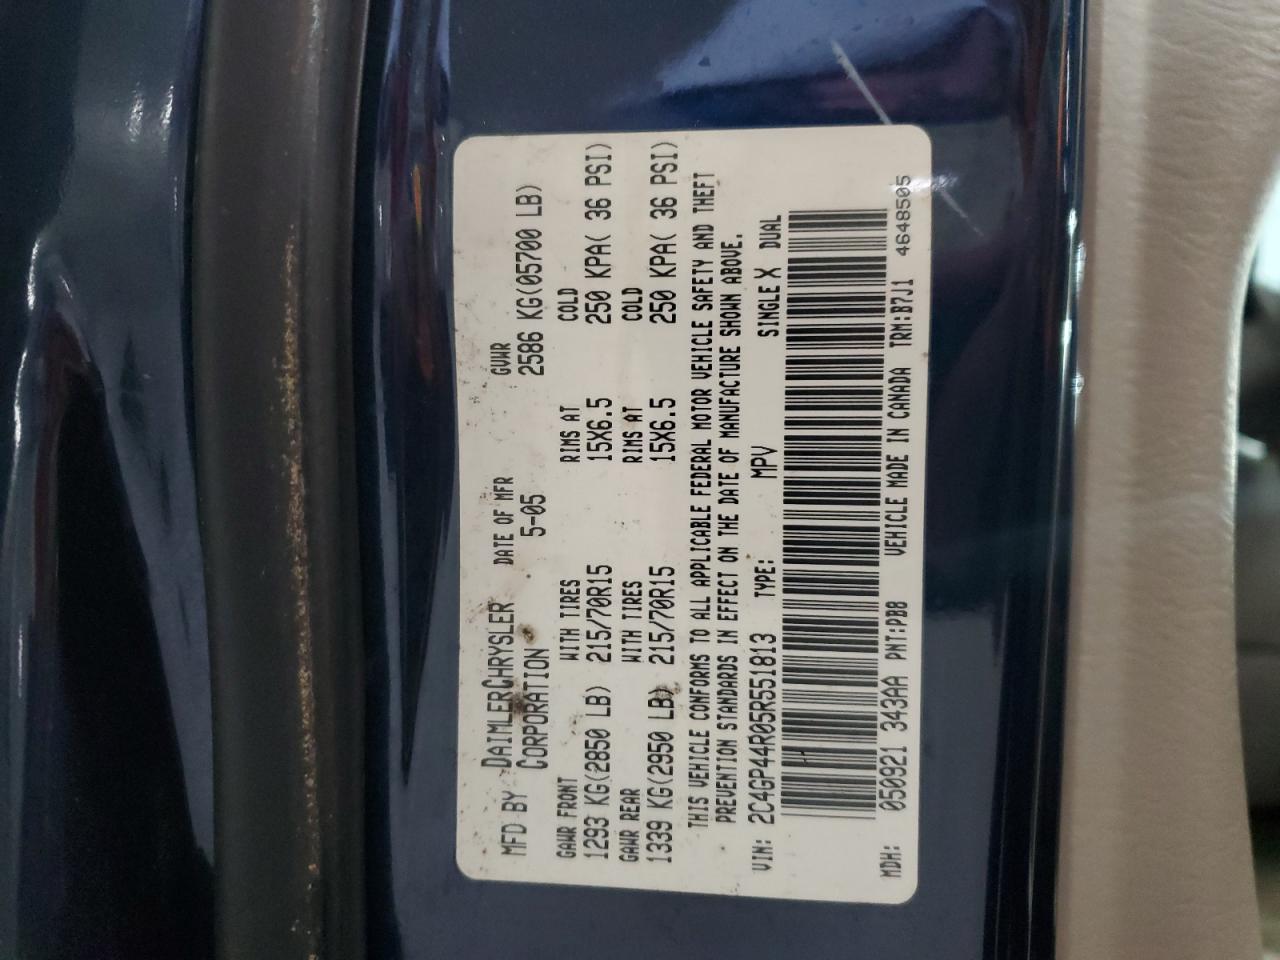 MFD BY DAIMLERCHRYSLER CORPORATION DATE OF MFR 5-05 GVWR 2586 KG(05700 LB)
GAWR FRONT WITH TIRES RIMS AT COLD
1293 KG(2850 LB) 215/70R15 15X6.5 250 KPA( 36 PSI)
GAWR REAR WITH TIRES RIMS AT COLD
1339 KG(2950 LB) 215/70R15 15X6.5 250 KPA( 36 PSI)
THIS VEHICLE CONFORMS TO ALL APPLICABLE FEDERAL MOTOR VEHICLE SAFETY AND THEFT
PREVENTION STANDARDS IN EFFECT ON THE DATE OF MANUFACTURE SHOWN ABOVE.
VIN: 2C4GP44R05R551813 TYPE: MPV SINGLE X DUAL
MDH: 050921 343AA PNT:PB8 VEHICLE MADE IN CANADA TRM:B7J1 4648505